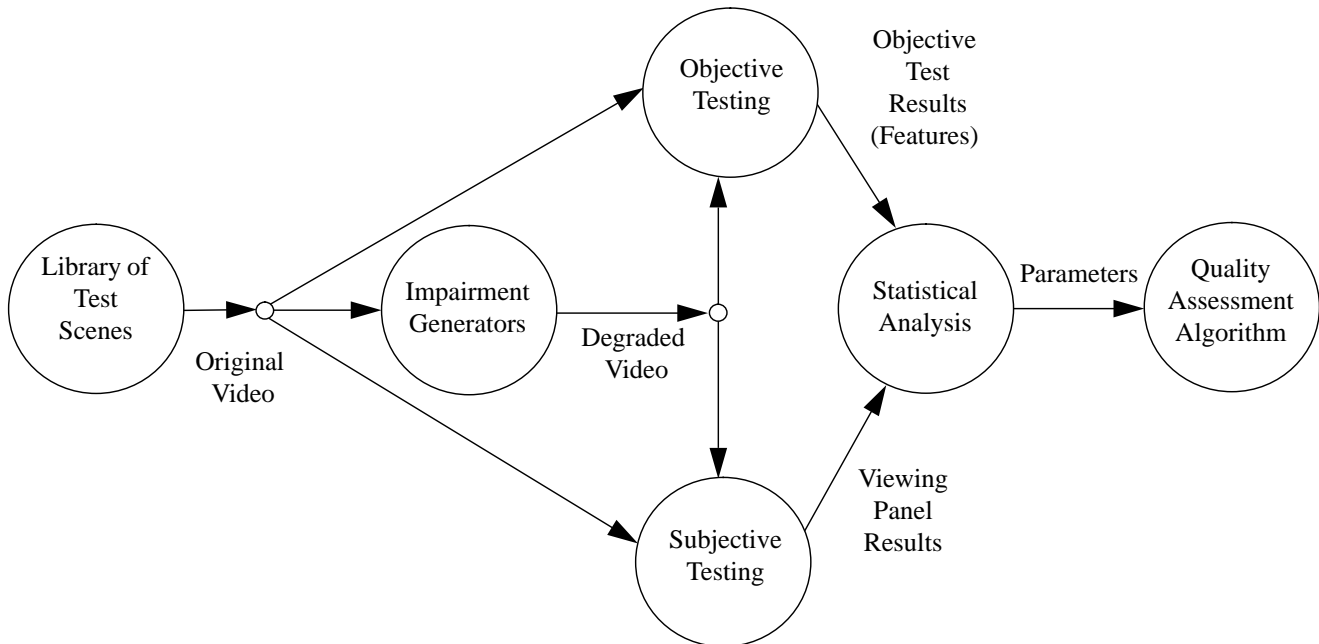 Library of
Test
Scenes
Original
Video
Impairment
Generators
Degraded
Video
Objective
Testing
Subjective
Testing
Objective
Test
Results
(Features)
Viewing
Panel
Results
Statistical
Analysis
Parameters
Quality
Assessment
Algorithm